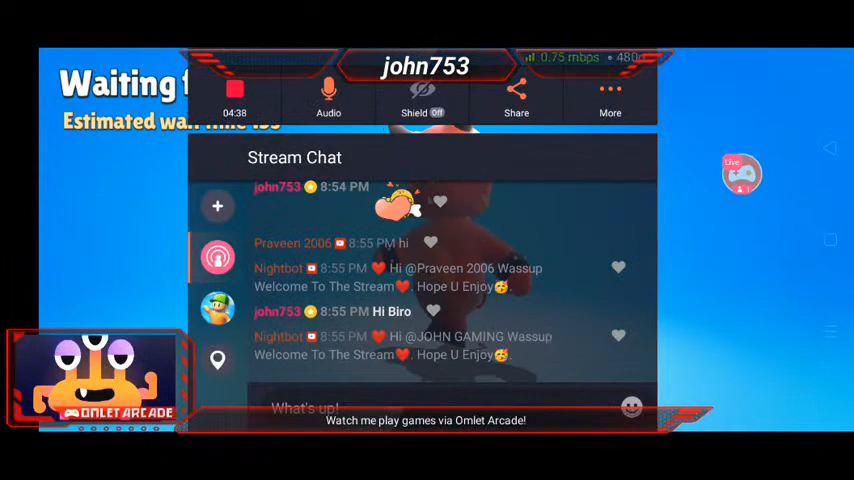 john753
0.75 mbps • 480
Waiting
Estimated wa
04:38
Audio
Shield Off
Share
More
Stream Chat
Live
1
john753 8:54 PM
Praveen 2006 8:55 PM hi
Nightbot 8:55 PM ❤️ Hi @Praveen 2006 Wassup
Welcome To The Stream❤️. Hope U Enjoy🥳.
john753 8:55 PM Hi Biro
Nightbot 8:55 PM ❤️ Hi @JOHN GAMING Wassup
Welcome To The Stream❤️. Hope U Enjoy🥳.
What's up!
OMLET ARCADE
Watch me play games via Omlet Arcade!